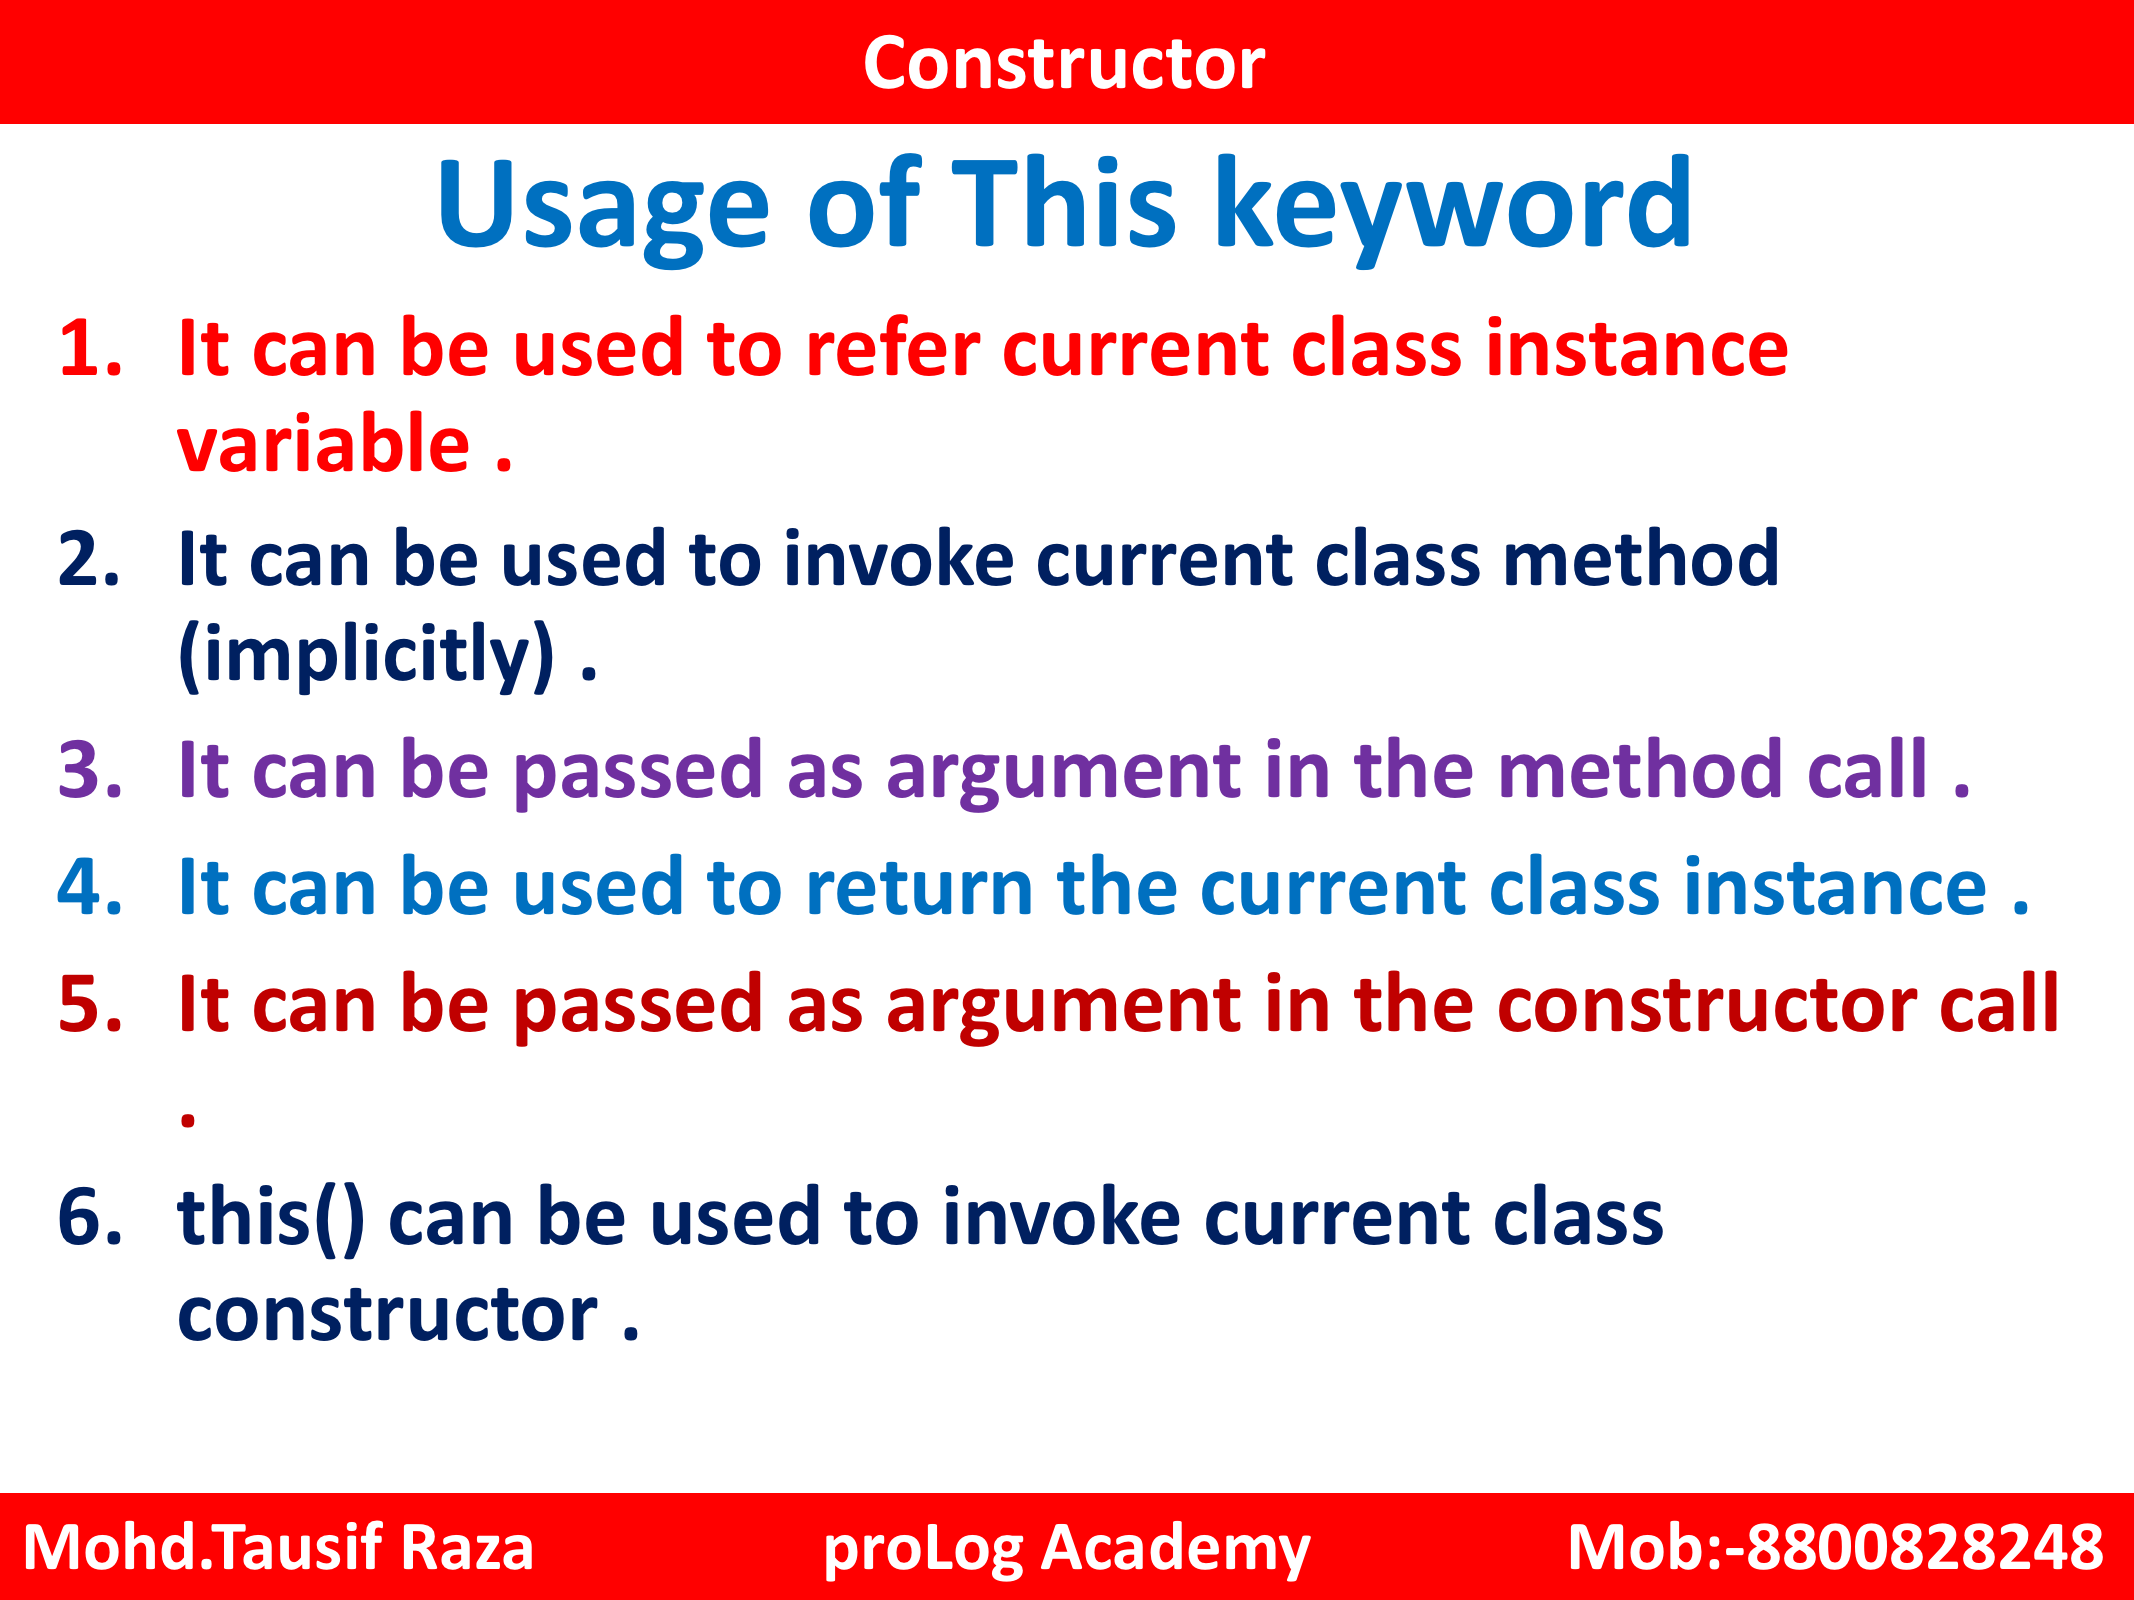 Constructor
Usage of This keyword
1. It can be used to refer current class instance
variable .
2. It can be used to invoke current class method
(implicitly) .
3. It can be passed as argument in the method call .
4. It can be used to return the current class instance .
5. It can be passed as argument in the constructor call
.
6. this() can be used to invoke current class
constructor .
Mohd.Tausif Raza proLog Academy Mob:-8800828248